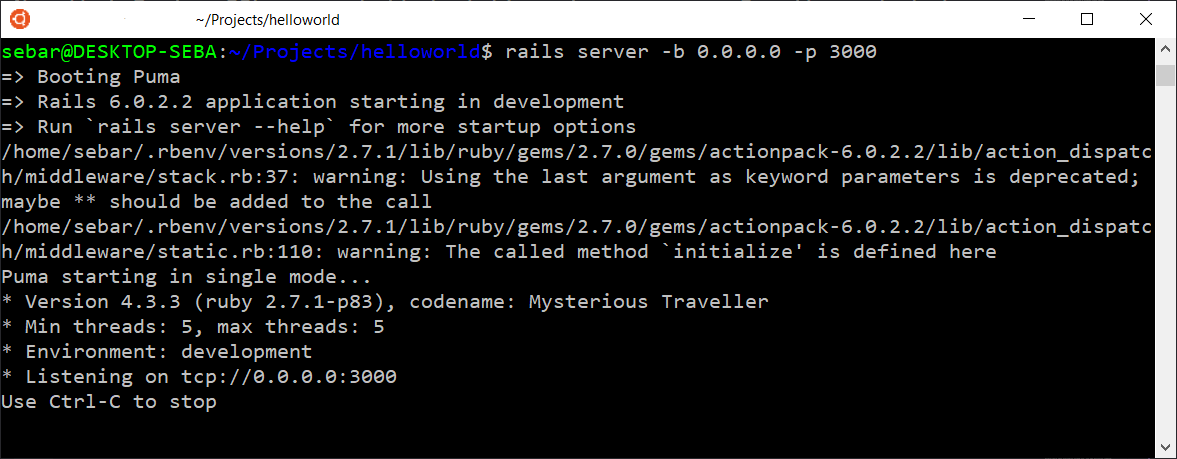 ~/Projects/helloworld
sebar@DESKTOP-SEBA:~/Projects/helloworld$ rails server -b 0.0.0.0 -p 3000
=> Booting Puma
=> Rails 6.0.2.2 application starting in development
=> Run `rails server --help` for more startup options
/home/sebar/.rbenv/versions/2.7.1/lib/ruby/gems/2.7.0/gems/actionpack-6.0.2.2/lib/action_dispatc
h/middleware/stack.rb:37: warning: Using the last argument as keyword parameters is deprecated;
maybe ** should be added to the call
/home/sebar/.rbenv/versions/2.7.1/lib/ruby/gems/2.7.0/gems/actionpack-6.0.2.2/lib/action_dispatc
h/middleware/static.rb:110: warning: The called method `initialize' is defined here
Puma starting in single mode...
* Version 4.3.3 (ruby 2.7.1-p83), codename: Mysterious Traveller
* Min threads: 5, max threads: 5
* Environment: development
* Listening on tcp://0.0.0.0:3000
Use Ctrl-C to stop